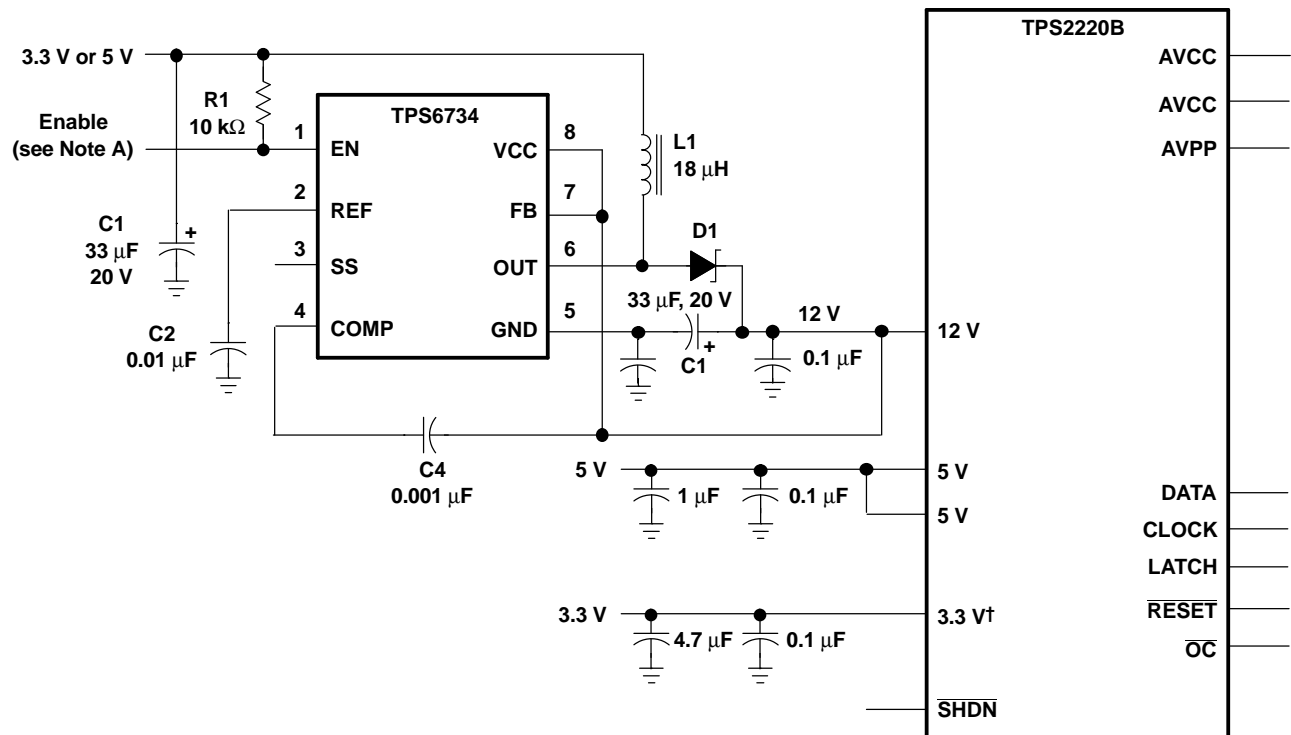 TPS2220B
3.3 V or 5 V
AVCC
R1
10 kΩ
TPS6734
AVCC
Enable
(see Note A)
1
EN
VCC
8
L1
18 μH
AVPP
2
REF
FB
7
C1
33 μF
20 V
+
3
SS
OUT
6
D1
33 μF, 20 V
4
COMP
GND
5
12 V
12 V
C2
0.01 μF
+
C1
0.1 μF
C4
0.001 μF
5 V
5 V
1 μF
0.1 μF
5 V
DATA
CLOCK
LATCH
3.3 V
3.3 V†
RESET
4.7 μF
0.1 μF
OC
SHDN